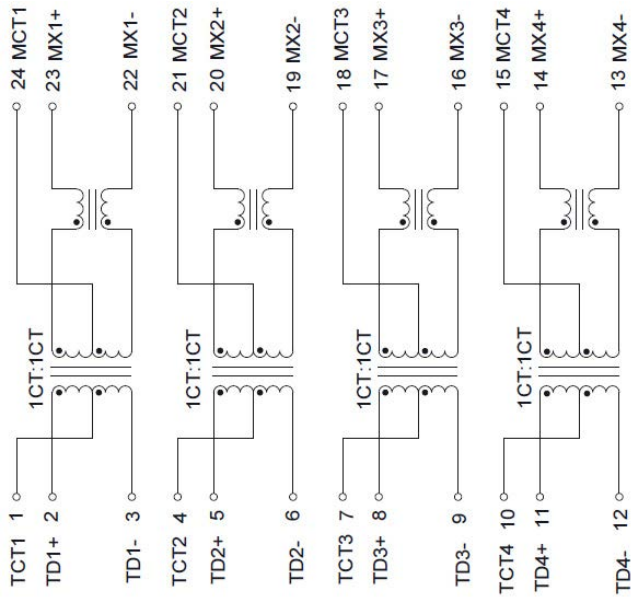 24 MCT1
23 MX1+
22 MX1-
21 MCT2
20 MX2+
19 MX2-
18 MCT3
17 MX3+
16 MX3-
15 MCT4
14 MX4+
13 MX4-
1CT:1CT
1CT:1CT
1CT:1CT
1CT:1CT
TCT1 1
TD1+ 2
TD1- 3
TCT2 4
TD2+ 5
TD2- 6
TCT3 7
TD3+ 8
TD3- 9
TCT4 10
TD4+ 11
TD4- 12